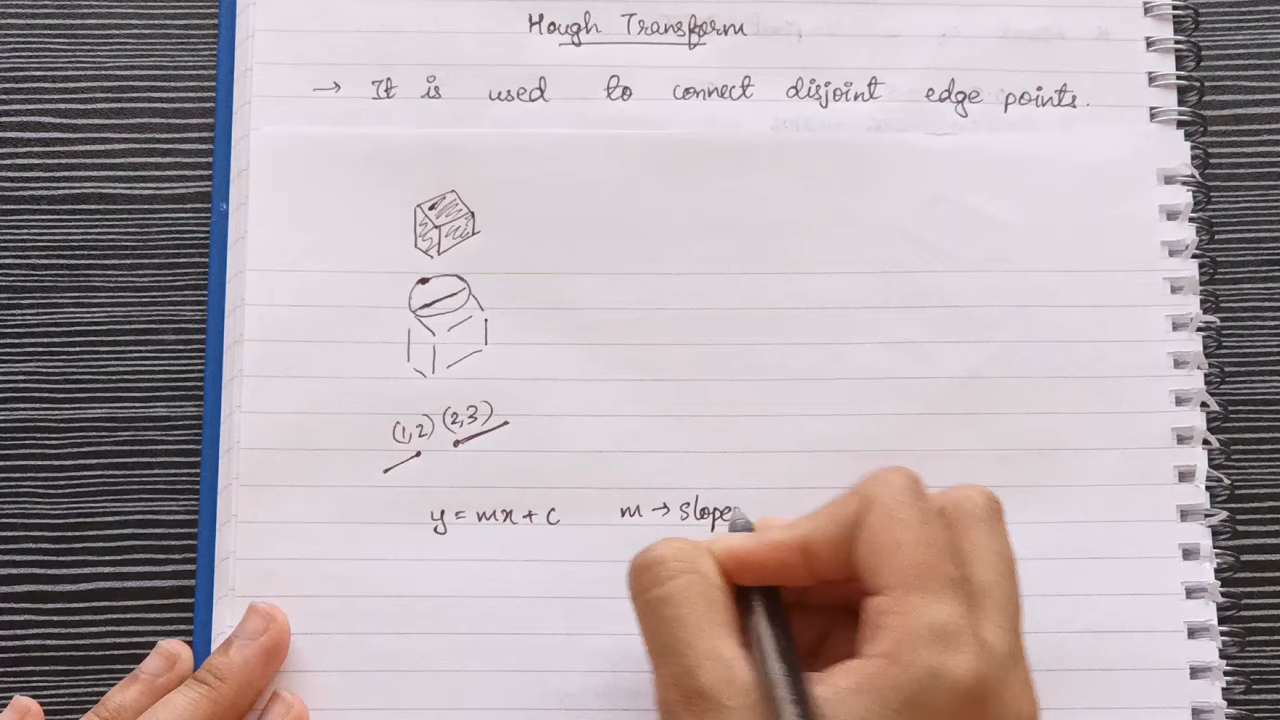 Hough Transform
→ It is used to connect disjoint edge points.
(1,2) (2,3)
y = mx + c m → slope